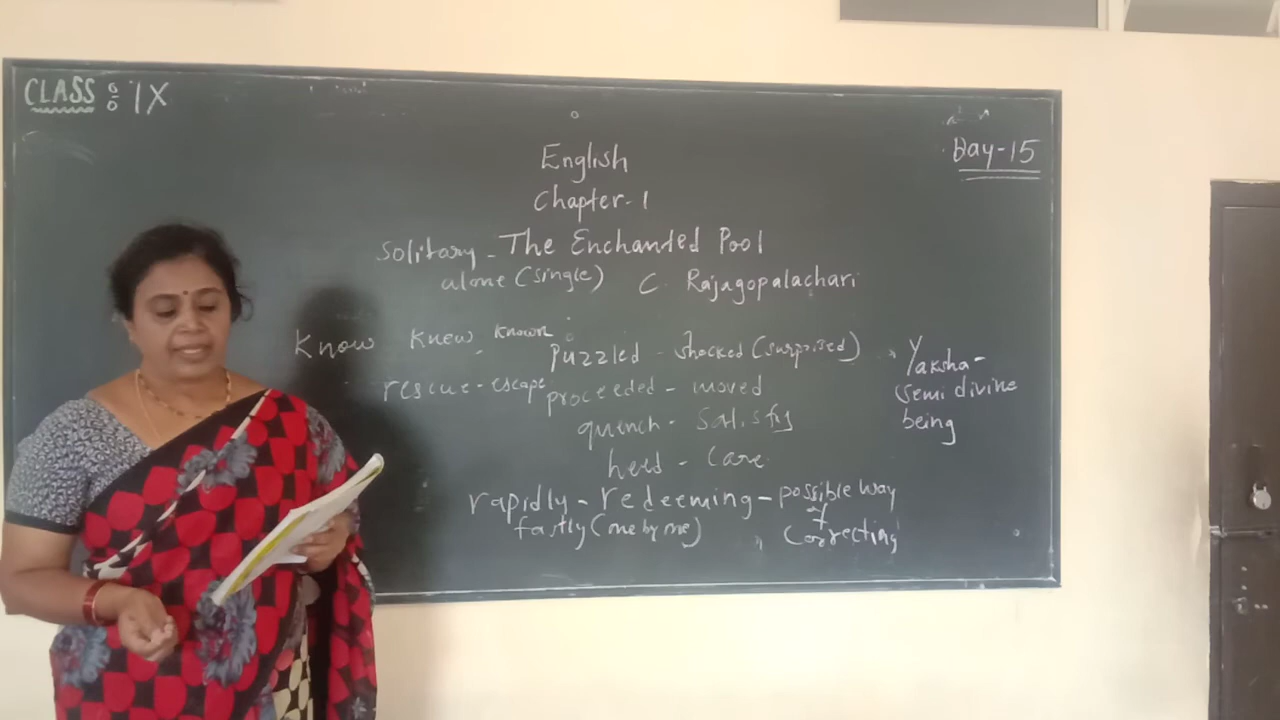 CLASS : IX
Day-15
English
Chapter-1
Solitary - The Enchanded Pool
alone (single) C. Rajagopalachari
Know Knew Known
Puzzled - shocked (surprised)
Yaksha -
semi divine
being
rescue - escape
proceeded - moved
quench - Satisfy
heed - Care
rapidly - redeeming - possible way
of
fastly (one by one)
Correcting